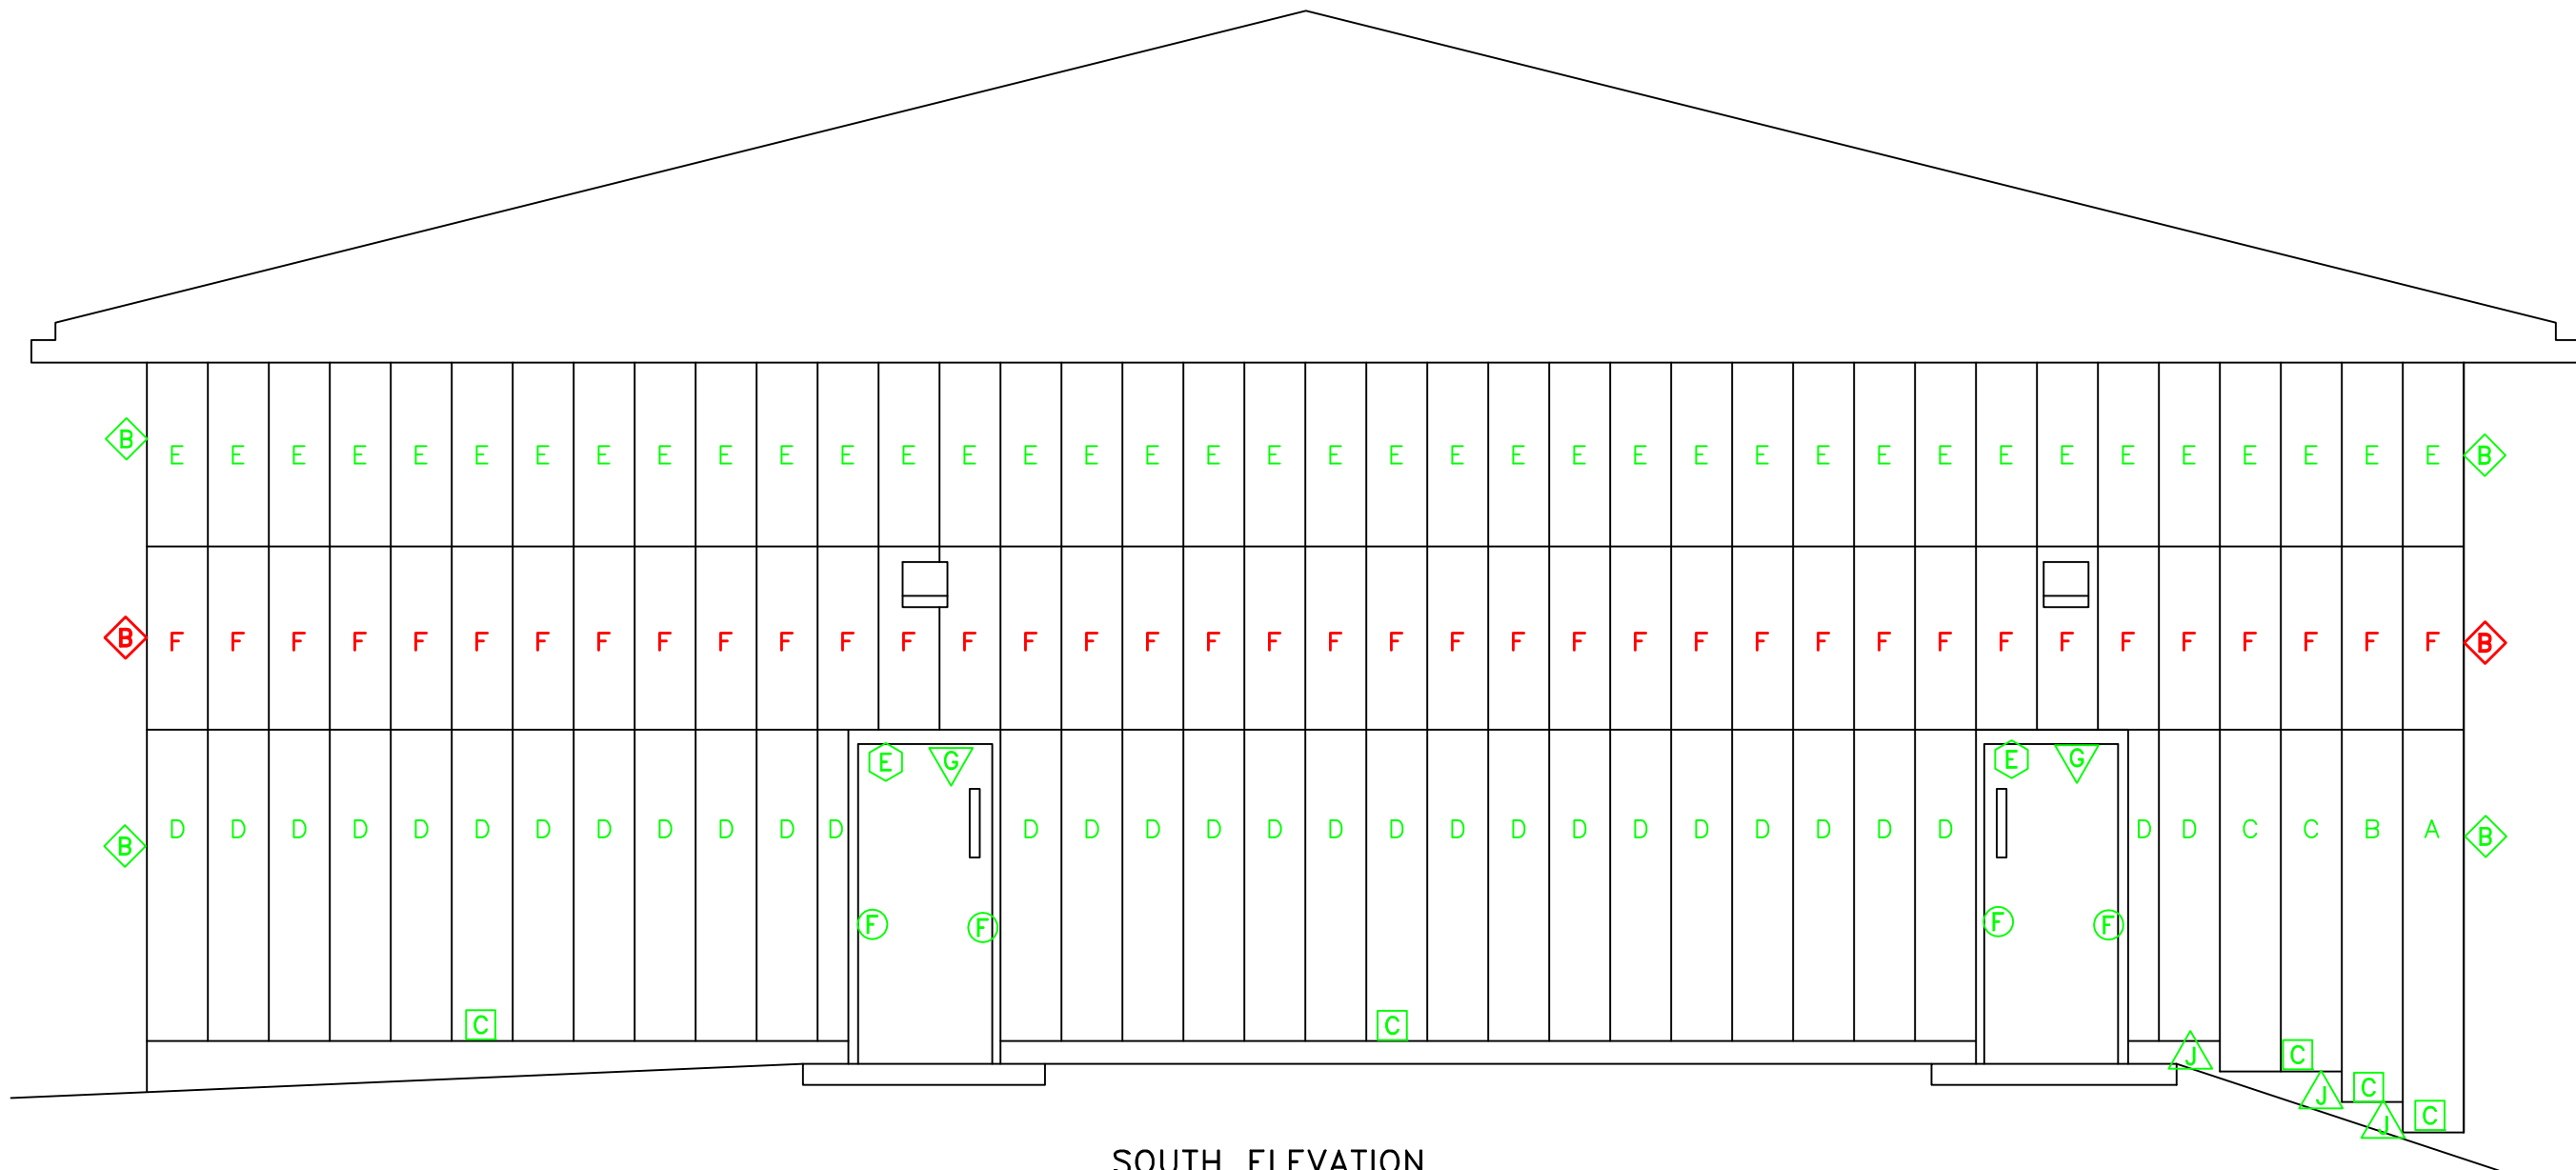 B E E E E E E E E E E E E E E E E E E E E E E E E E E E E E E E E E E E E E E B
B F F F F F F F F F F F F F F F F F F F F F F F F F F F F F F F F F F F F F F B
E G E G
B D D D D D D D D D D D D D D D D D D D D D D D D D D D D D D C C B A B
F F F F
C C
J C
J C
J C
SOUTH ELEVATION